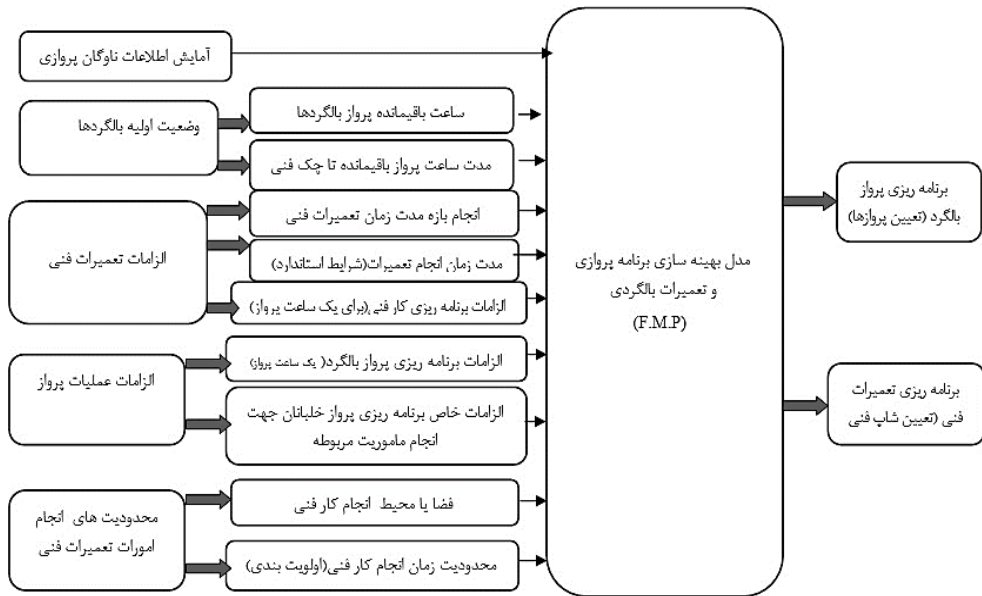 آمایش اطلاعات ناوگان پروازی
وضعیت اولیه بالگردها
ساعت باقیمانده پرواز بالگردها
مدت ساعت پرواز باقیمانده تا چک فنی
الزامات تعمیرات فنی
انجام بازه مدت زمان تعمیرات فنی
مدت زمان انجام تعمیرات(شرایط استاندارد)
الزامات برنامه ریزی کار فنی(برای یک ساعت پرواز)
الزامات عملیات پرواز
الزامات برنامه ریزی پرواز بالگرد( یک ساعت پرواز)
الزامات خاص برنامه ریزی پرواز خلبانان جهت
انجام ماموریت مربوطه
محدودیت های انجام
امورات تعمیرات فنی
فضا یا محیط انجام کار فنی
محدودیت زمان انجام کار فنی(اولویت بندی)
مدل بهینه سازی برنامه پروازی
و تعمیرات بالگردی
(F.M.P)
برنامه ریزی پرواز
بالگرد (تعیین پروازها)
برنامه ریزی تعمیرات
فنی (تعیین شاپ فنی